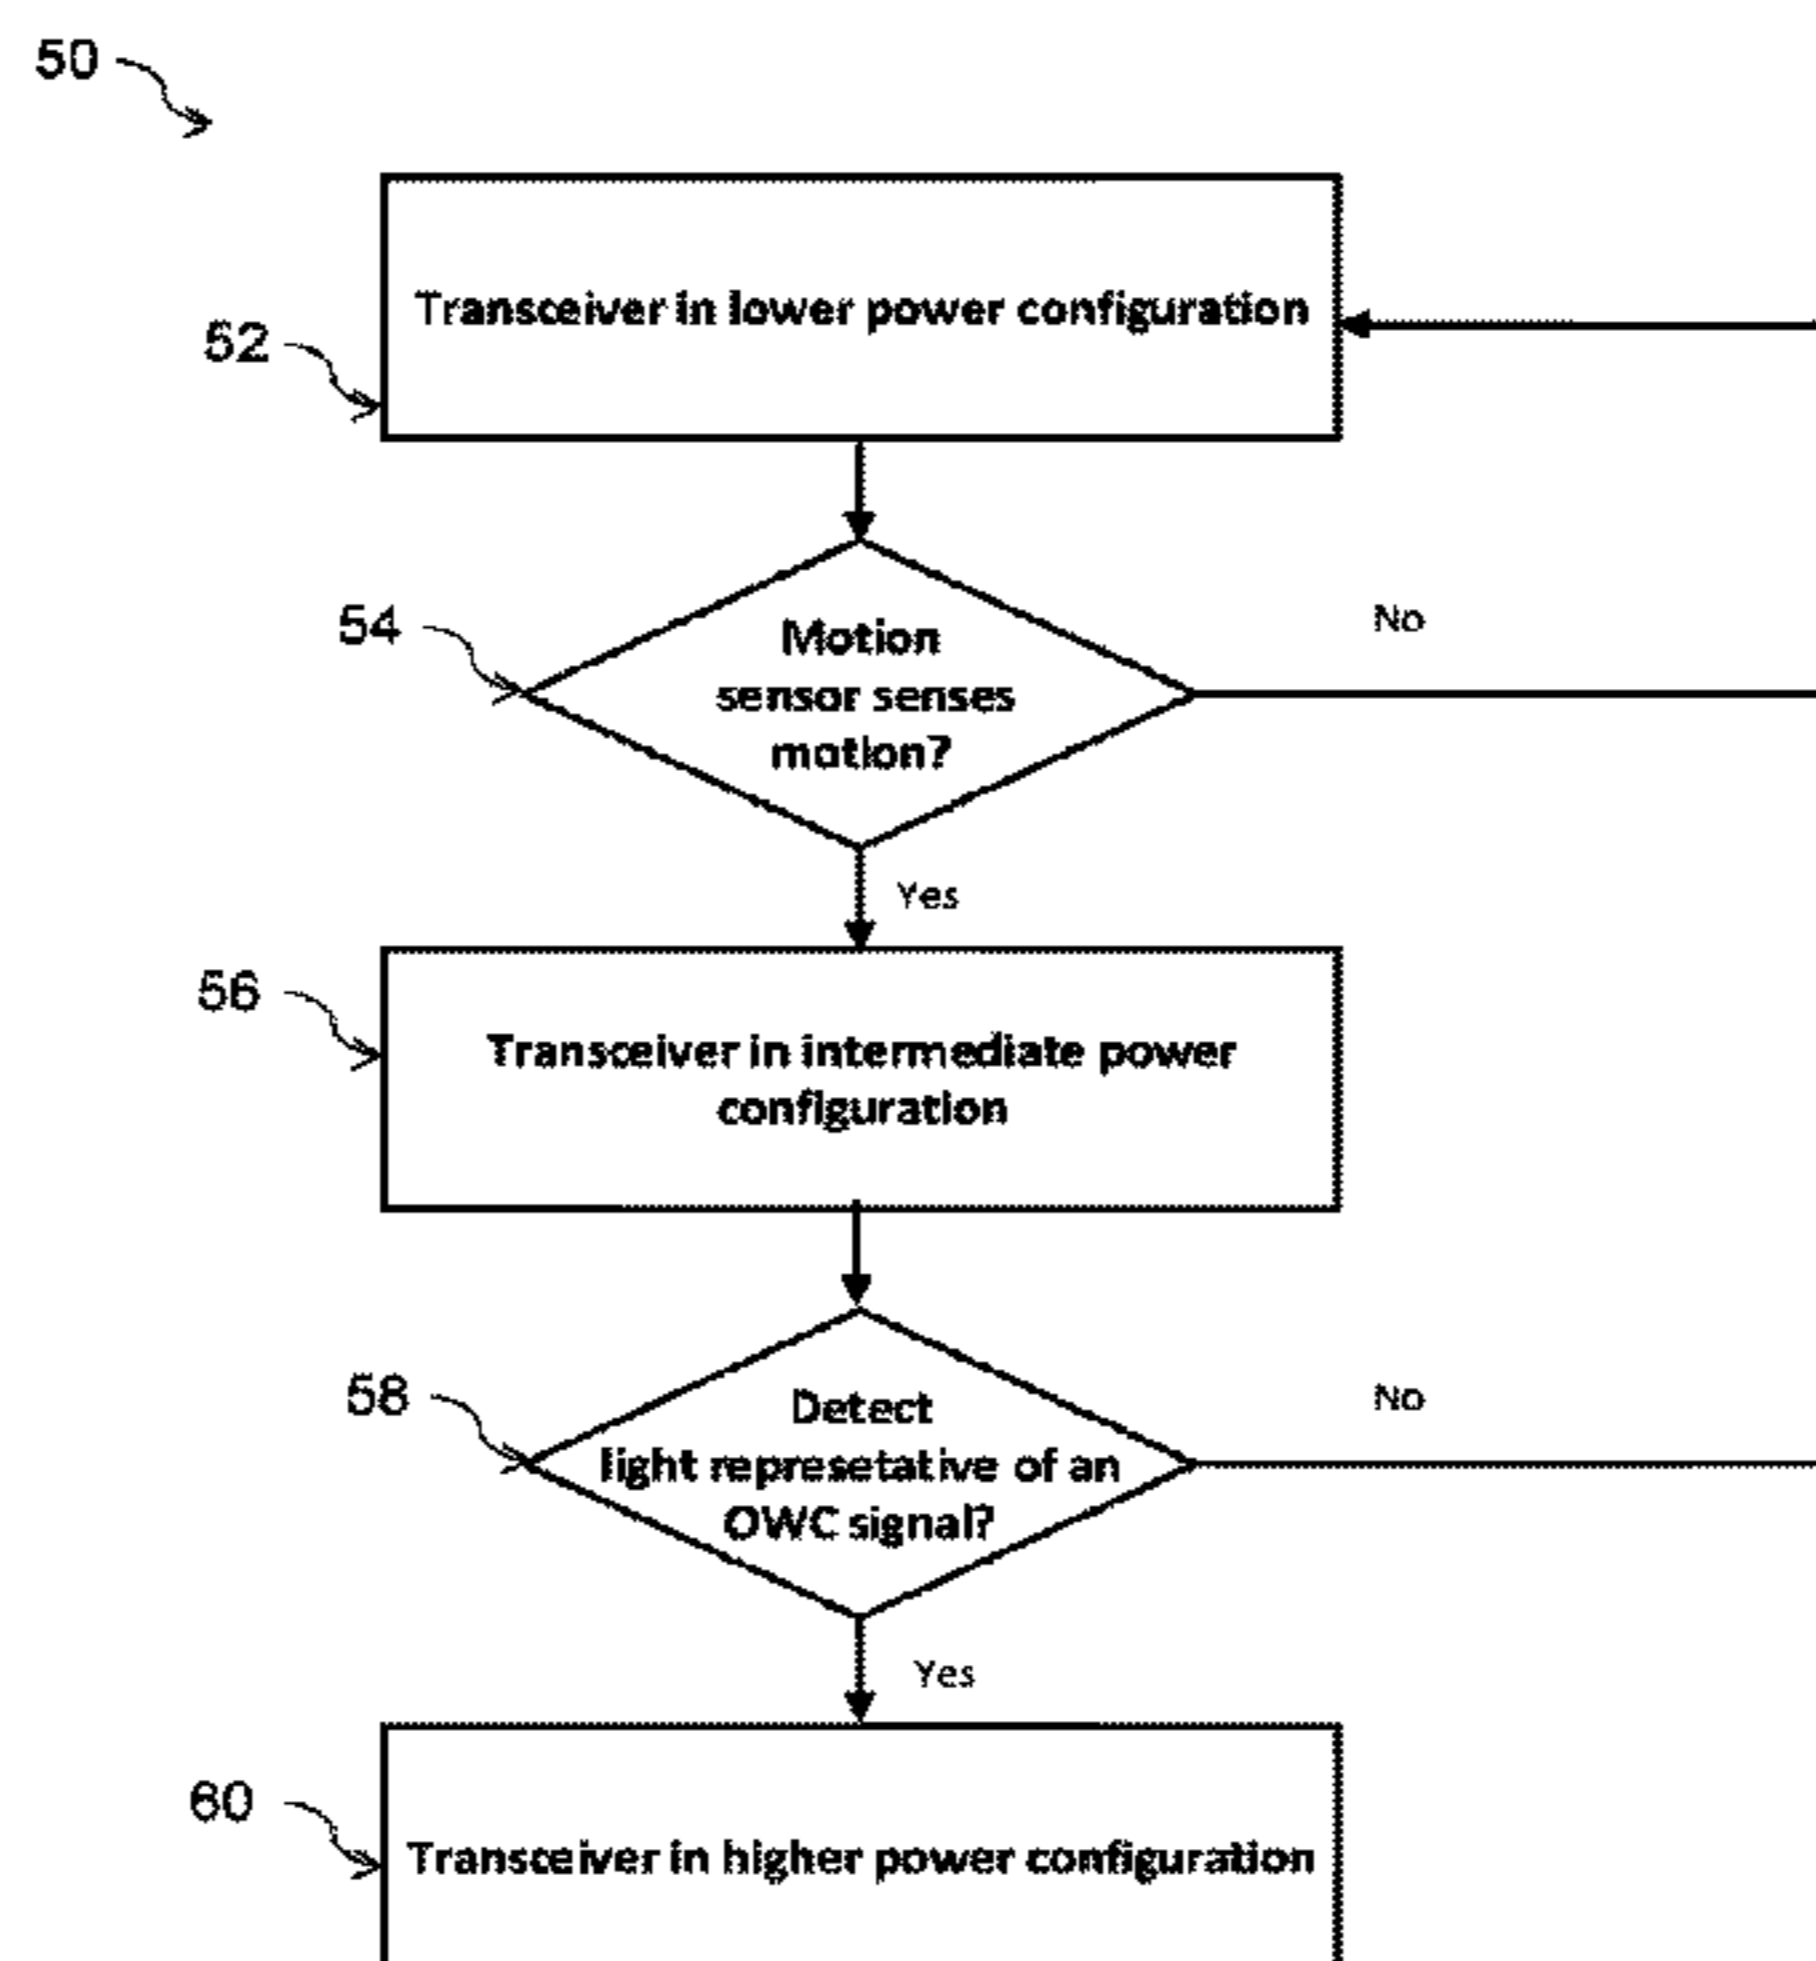 50
Transceiver in lower power configuration
52
54
Motion
sensor senses
motion?
No
Yes
56
Transceiver in intermediate power
configuration
58
Detect
light represetative of an
OWC signal?
No
Yes
60
Transceiver in higher power configuration